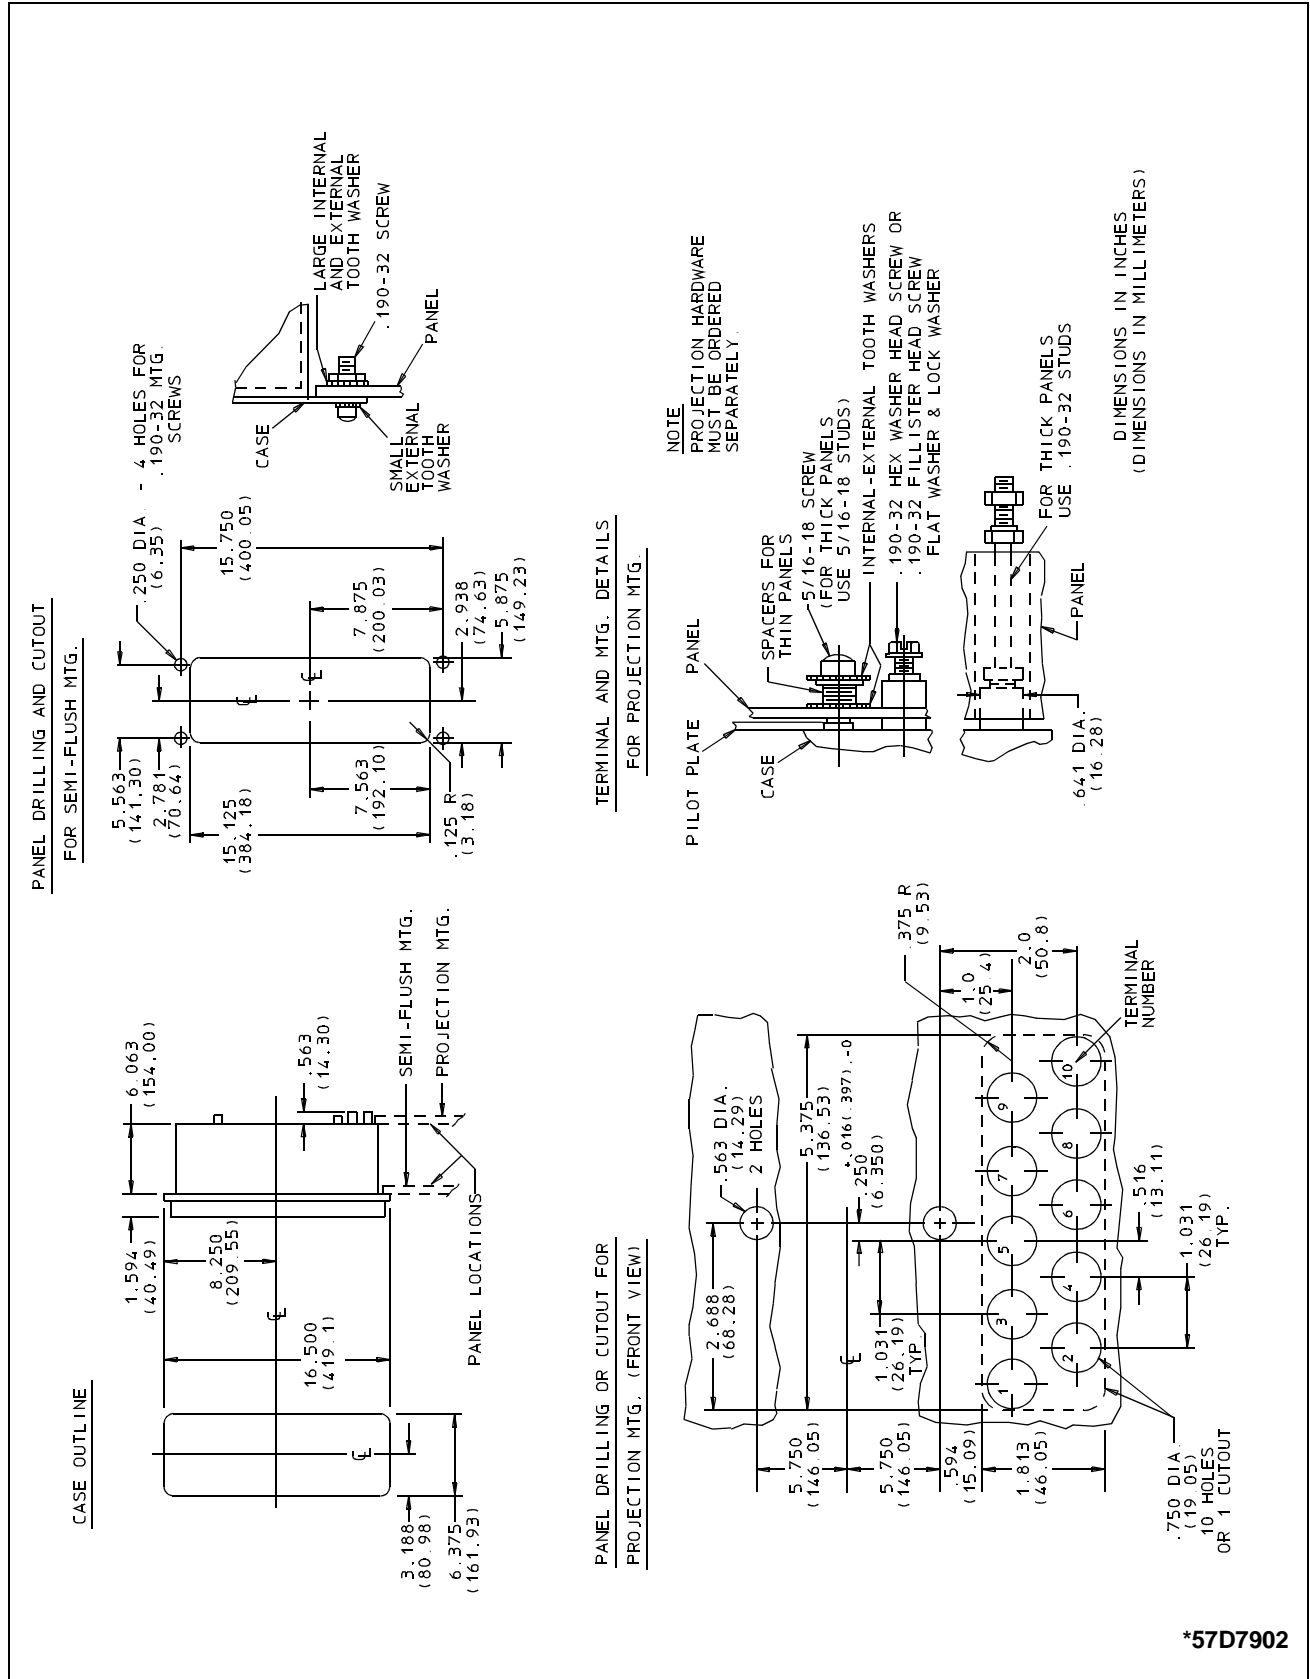 CASE OUTLINE
3.188
(80.98)
6.375
(161.93)
16.500
(419.1)
8.250
(209.55)
1.594
(40.49)
6.063
(154.00)
.563
(14.30)
SEMI-FLUSH MTG.
PROJECTION MTG.
PANEL LOCATIONS
PANEL DRILLING AND CUTOUT
FOR SEMI-FLUSH MTG.
5.563
(141.30)
2.781
(70.64)
15.125
(384.18)
7.563
(192.10)
.125 R
(3.18)
.250 DIA. - 4 HOLES FOR
(6.35) .190-32 MTG.
SCREWS
15.750
(400.05)
7.875
(200.03)
2.938
(74.63)
5.875
(149.23)
CASE
SMALL
EXTERNAL
TOOTH
WASHER
LARGE INTERNAL
AND EXTERNAL
TOOTH WASHER
.190-32 SCREW
PANEL
PANEL DRILLING OR CUTOUT FOR
PROJECTION MTG. (FRONT VIEW)
5.750
(146.05)
5.750
(146.05)
.594
(15.09)
1.813
(46.05)
.750 DIA.
(19.05)
10 HOLES
OR 1 CUTOUT
2.688
(68.28)
.563 DIA.
(14.29)
2 HOLES
5.375
(136.53)
+.016(.397),-0
.250
(6.350)
1.031
(26.19)
TYP.
.375 R
(9.53)
1.0
(25.4)
2.0
(50.8)
TERMINAL
NUMBER
1
3
5
7
9
2
4
6
8
10
.516
(13.11)
1.031
(26.19)
TYP.
TERMINAL AND MTG. DETAILS
FOR PROJECTION MTG.
PILOT PLATE
PANEL
CASE
SPACERS FOR
THIN PANELS
5/16-18 SCREW
(FOR THICK PANELS
USE 5/16-18 STUDS)
INTERNAL-EXTERNAL TOOTH WASHERS
.190-32 HEX WASHER HEAD SCREW OR
.190-32 FILLISTER HEAD SCREW
FLAT WASHER & LOCK WASHER
NOTE
PROJECTION HARDWARE
MUST BE ORDERED
SEPARATELY.
.641 DIA.
(16.28)
PANEL
FOR THICK PANELS
USE .190-32 STUDS
DIMENSIONS IN INCHES
(DIMENSIONS IN MILLIMETERS)
*57D7902